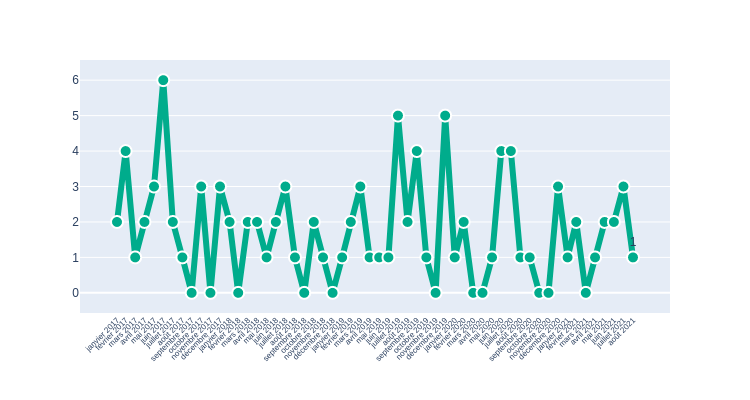 6
5
4
3
2
1
0
1
janvier 2017
février 2017
mars 2017
avril 2017
mai 2017
juin 2017
juillet 2017
août 2017
septembre 2017
octobre 2017
novembre 2017
décembre 2017
janvier 2018
février 2018
mars 2018
avril 2018
mai 2018
juin 2018
juillet 2018
août 2018
septembre 2018
octobre 2018
novembre 2018
décembre 2018
janvier 2019
février 2019
mars 2019
avril 2019
mai 2019
juin 2019
juillet 2019
août 2019
septembre 2019
octobre 2019
novembre 2019
décembre 2019
janvier 2020
février 2020
mars 2020
avril 2020
mai 2020
juin 2020
juillet 2020
août 2020
septembre 2020
octobre 2020
novembre 2020
décembre 2020
janvier 2021
février 2021
mars 2021
avril 2021
mai 2021
juin 2021
juillet 2021
août 2021